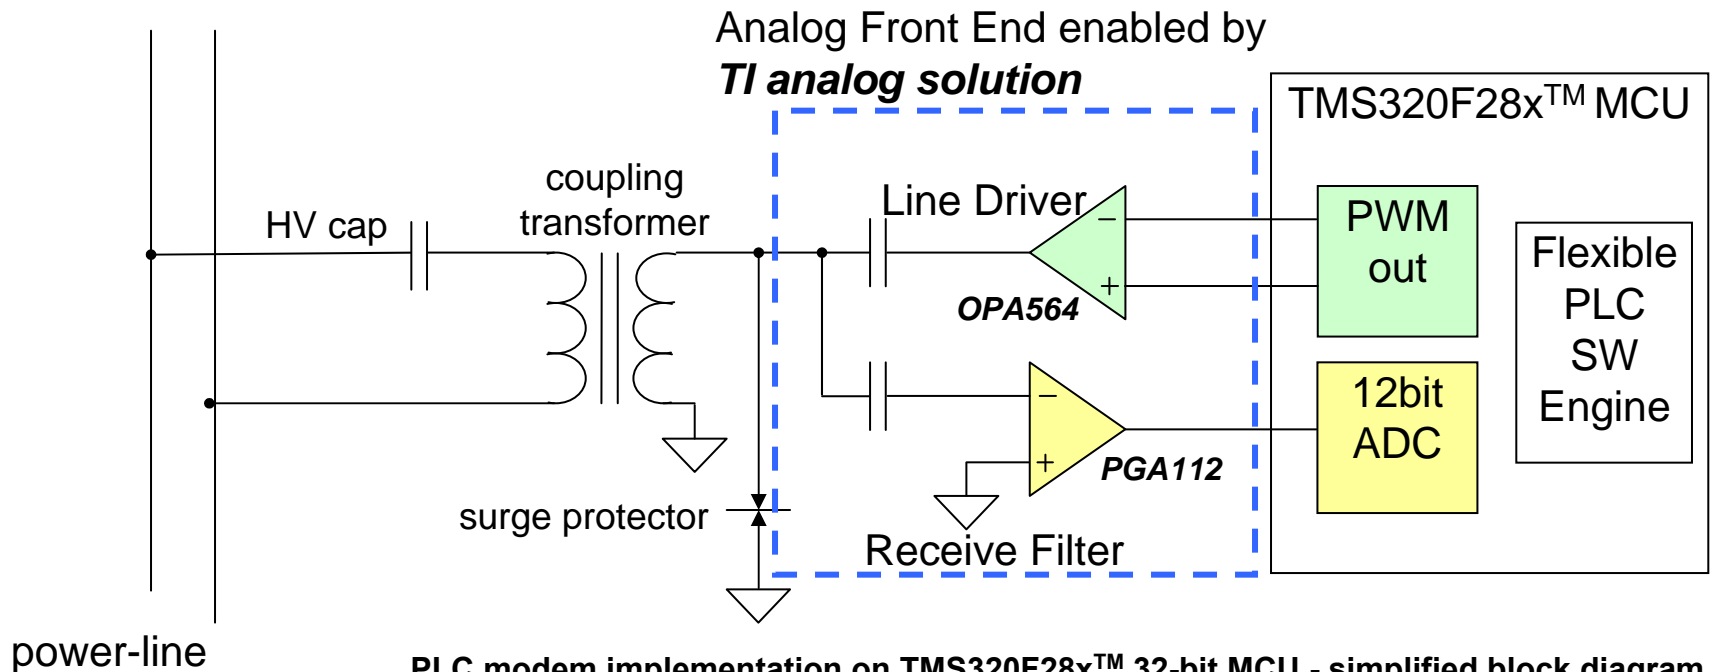 Analog Front End enabled by
TI analog solution
TMS320F28x™ MCU
coupling
transformer
HV cap
Line Driver
−
+
OPA564
PWM
out
Flexible
PLC
SW
Engine
−
+
PGA112
12bit
ADC
surge protector
Receive Filter
power-line
PLC modem implementation on TMS320F28x™ 32-bit MCU - simplified block diagram